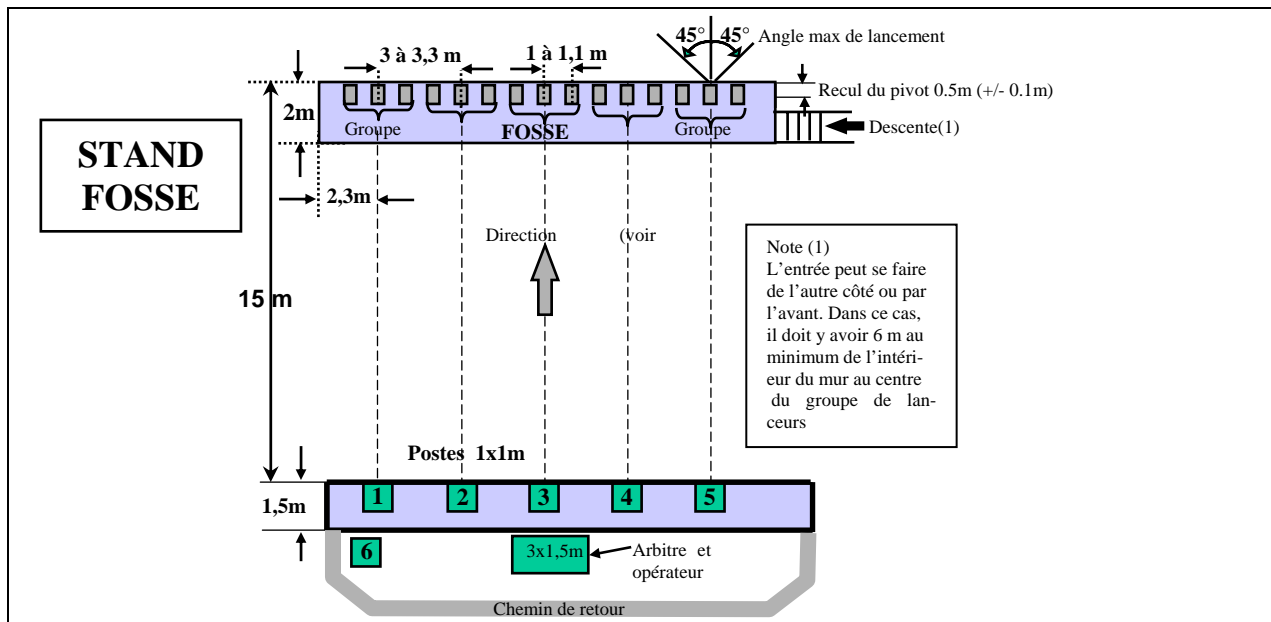 45° 45°
Angle max de lancement
3 à 3,3 m
1 à 1,1 m
Recul du pivot 0.5m (+/- 0.1m)
2m
Groupe
FOSSE
Groupe
Descente(1)
STAND
FOSSE
2,3m
Direction (voir
Note (1)
L’entrée peut se faire
de l’autre côté ou par
l’avant. Dans ce cas,
il doit y avoir 6 m au
minimum de l’intéri-
eur du mur au centre
du groupe de lan-
ceurs
15 m
Postes 1x1m
1,5m
1 2 3 4 5
6
3x1,5m
Arbitre et
opérateur
Chemin de retour